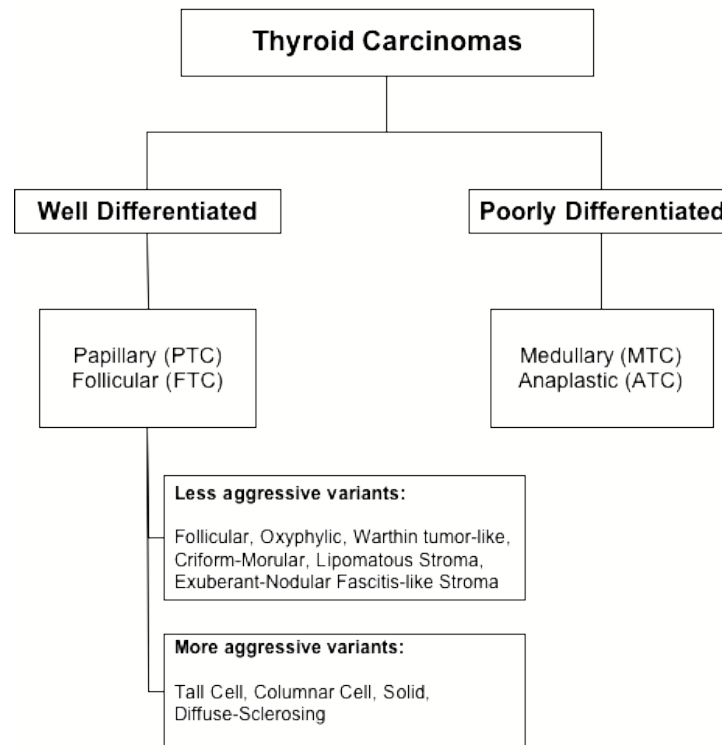 Thyroid Carcinomas
Well Differentiated
Poorly Differentiated
Papillary (PTC)
Follicular (FTC)
Medullary (MTC)
Anaplastic (ATC)
Less aggressive variants:
Follicular, Oxyphylic, Warthin tumor-like,
Criform-Morular, Lipomatous Stroma,
Exuberant-Nodular Fascitis-like Stroma
More aggressive variants:
Tall Cell, Columnar Cell, Solid,
Diffuse-Sclerosing